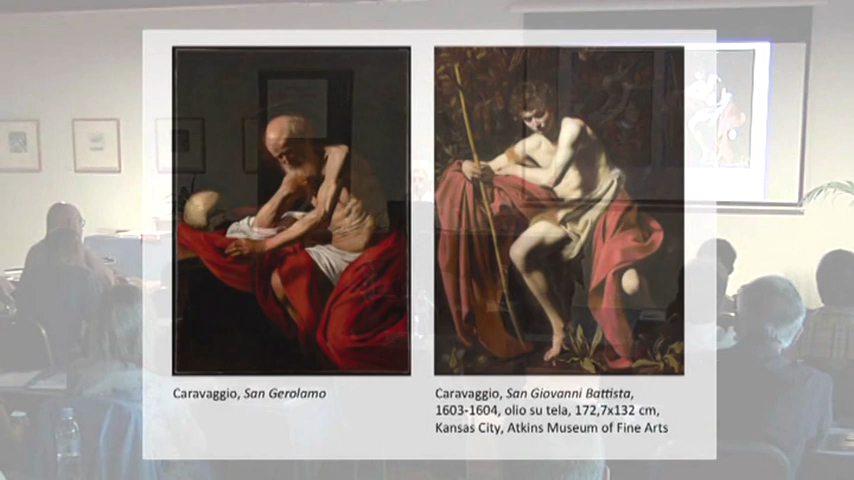 Caravaggio, San Gerolamo
Caravaggio, San Giovanni Battista,
1603-1604, olio su tela, 172,7x132 cm,
Kansas City, Atkins Museum of Fine Arts